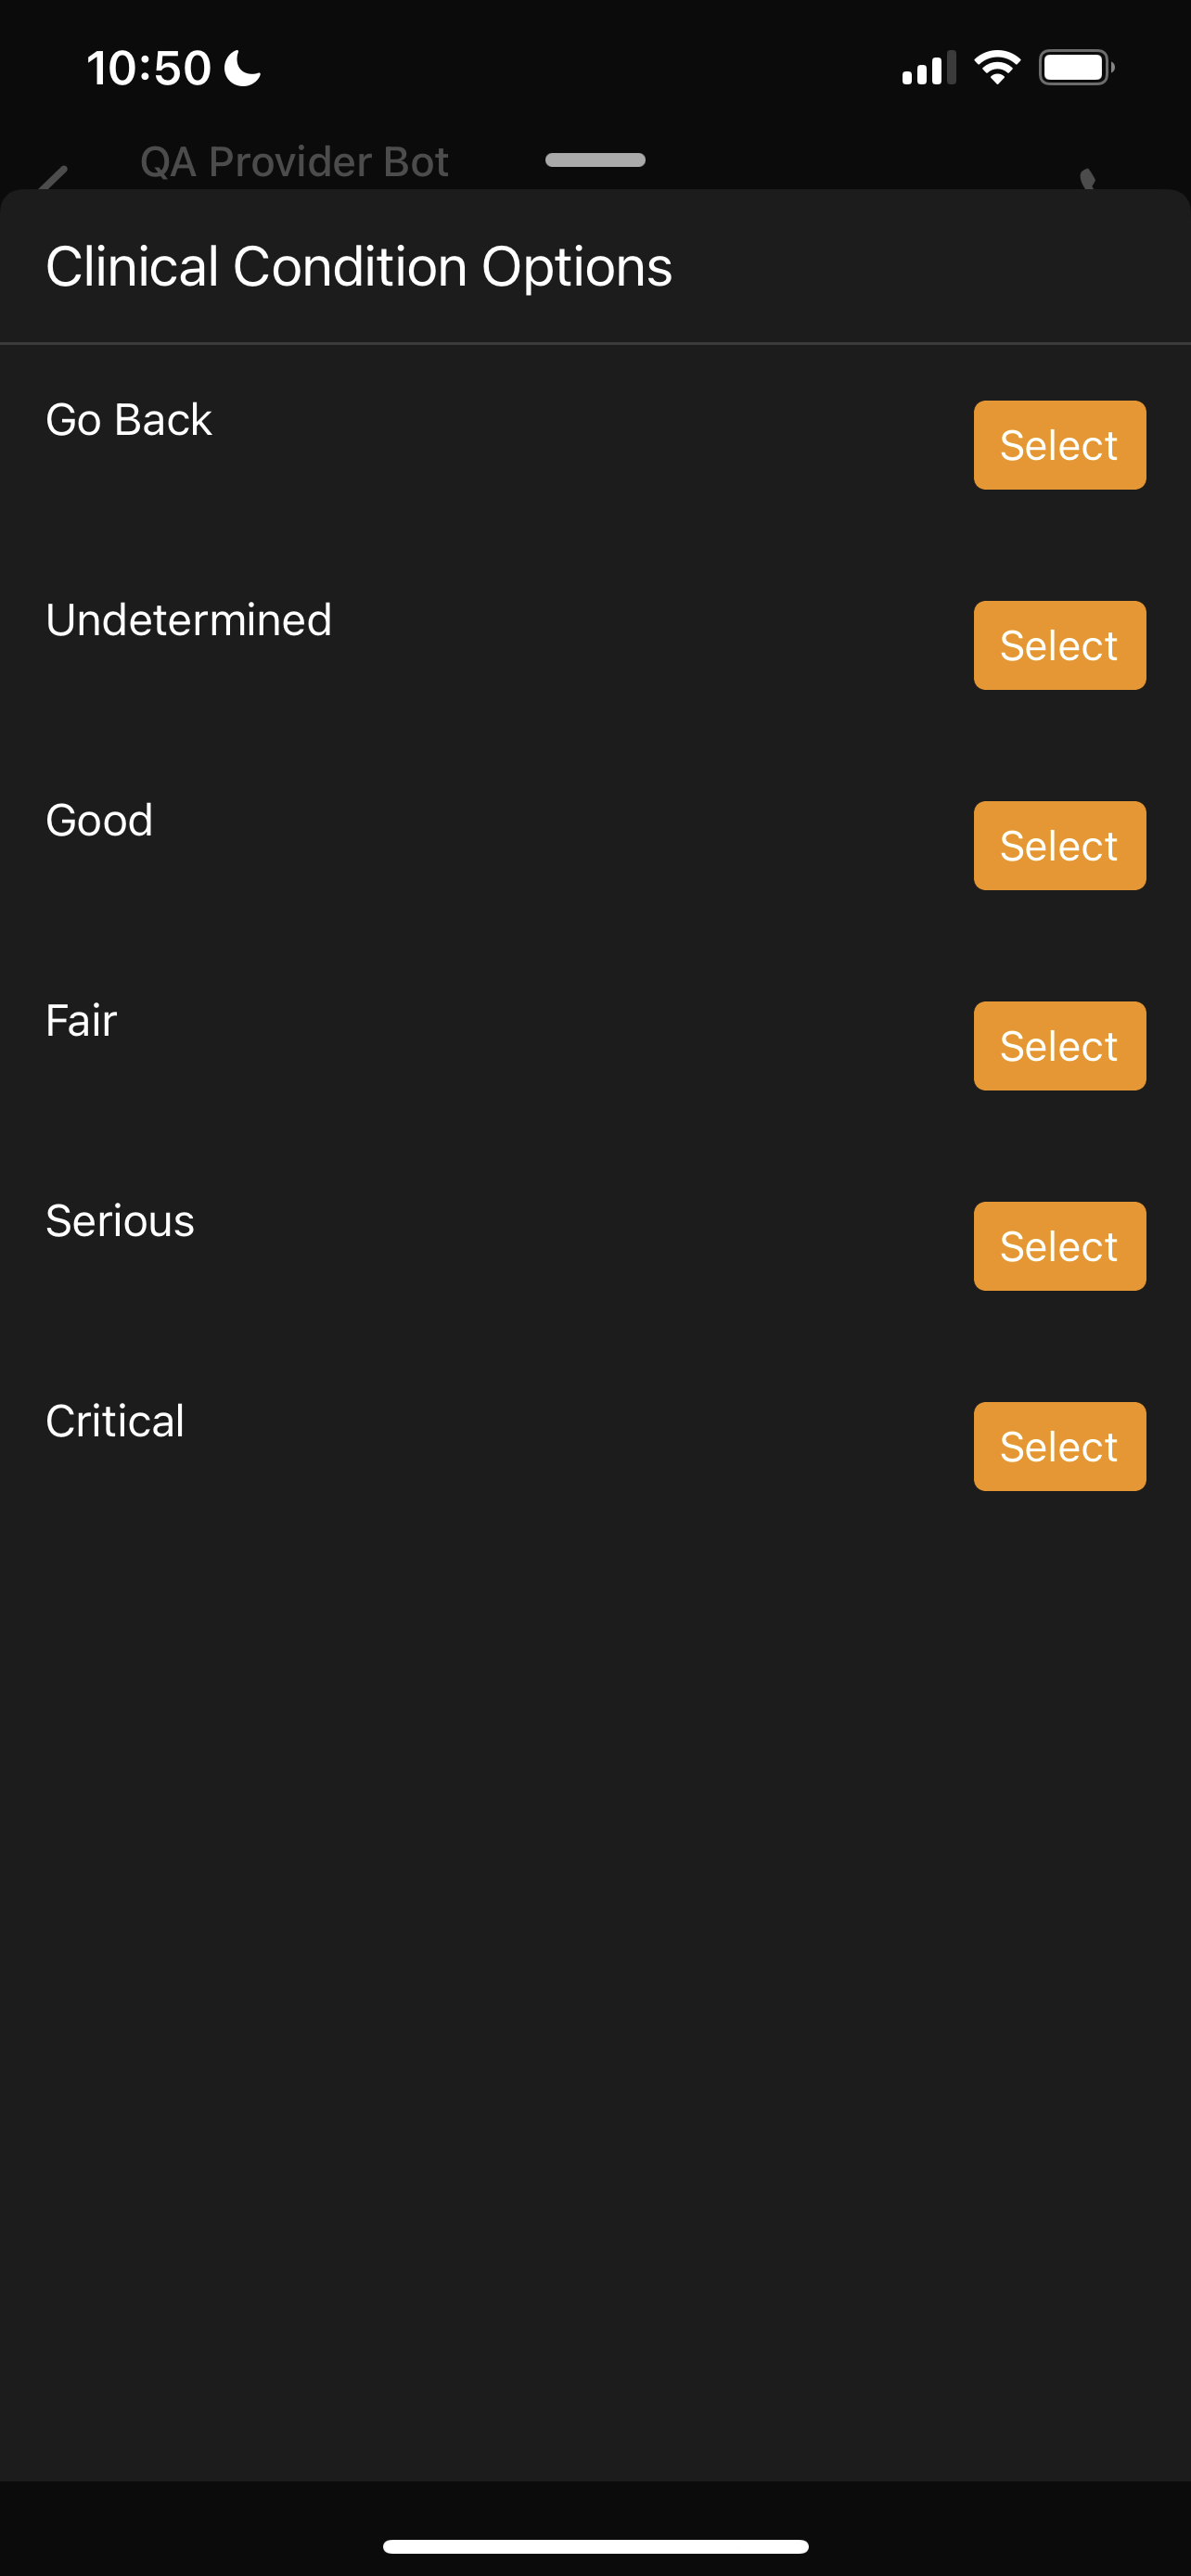 10:50
QA Provider Bot
Clinical Condition Options
Go Back
Select
Undetermined
Select
Good
Select
Fair
Select
Serious
Select
Critical
Select